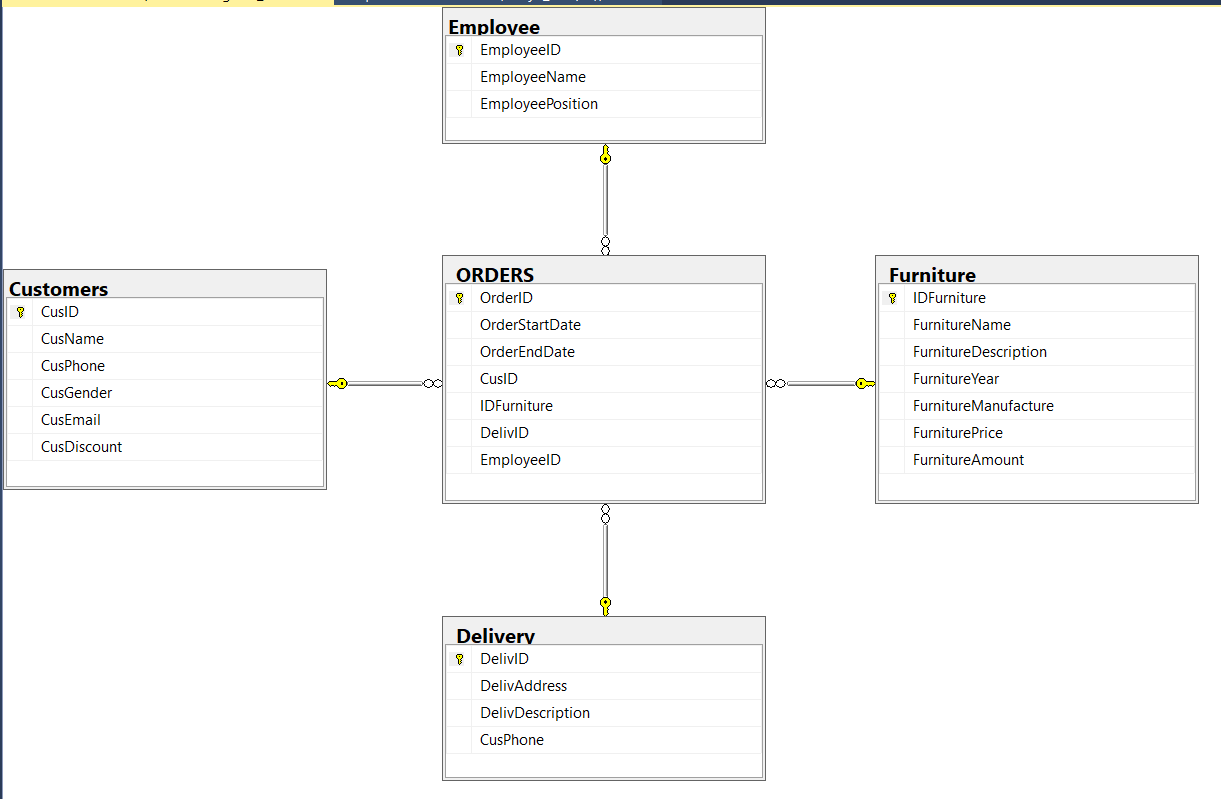 Employee
EmployeeID
EmployeeName
EmployeePosition
Customers
CusID
CusName
CusPhone
CusGender
CusEmail
CusDiscount
ORDERS
OrderID
OrderStartDate
OrderEndDate
CusID
IDFurniture
DelivID
EmployeeID
Furniture
IDFurniture
FurnitureName
FurnitureDescription
FurnitureYear
FurnitureManufacture
FurniturePrice
FurnitureAmount
Delivery
DelivID
DelivAddress
DelivDescription
CusPhone